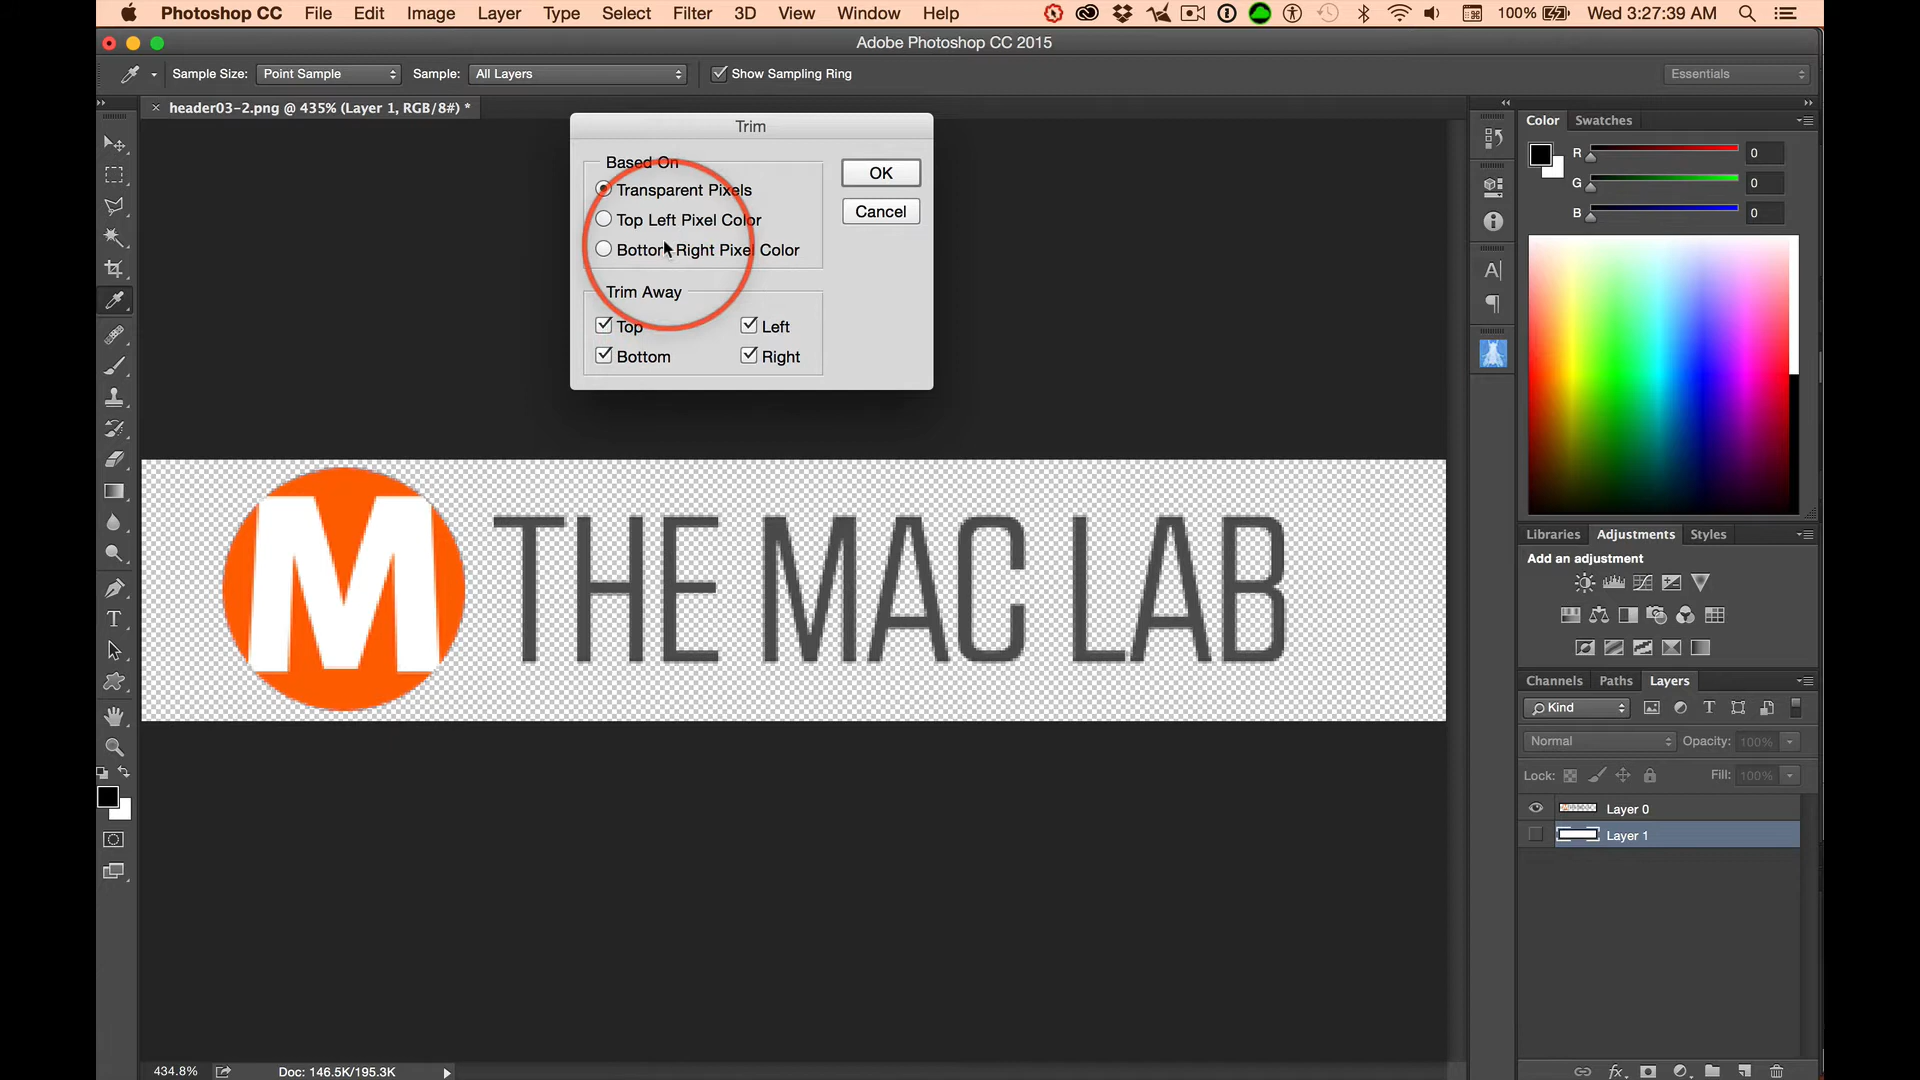 Photoshop CC File Edit Image Layer Type Select Filter 3D View Window Help 100% Wed 3:27:39 AM
Adobe Photoshop CC 2015
Sample Size: Point Sample Sample: All Layers Show Sampling Ring Essentials
header03-2.png @ 435% (Layer 1, RGB/8#) *
Trim
Based On
Transparent Pixels
Top Left Pixel Color
Bottom Right Pixel Color
OK
Cancel
Trim Away
Top Left
Bottom Right
M THE MAC LAB
Color Swatches
R 0
G 0
B 0
Libraries Adjustments Styles
Add an adjustment
Channels Paths Layers
Kind
Normal Opacity: 100%
Lock: Fill: 100%
Layer 0
Layer 1
434.8% Doc: 146.5K/195.3K